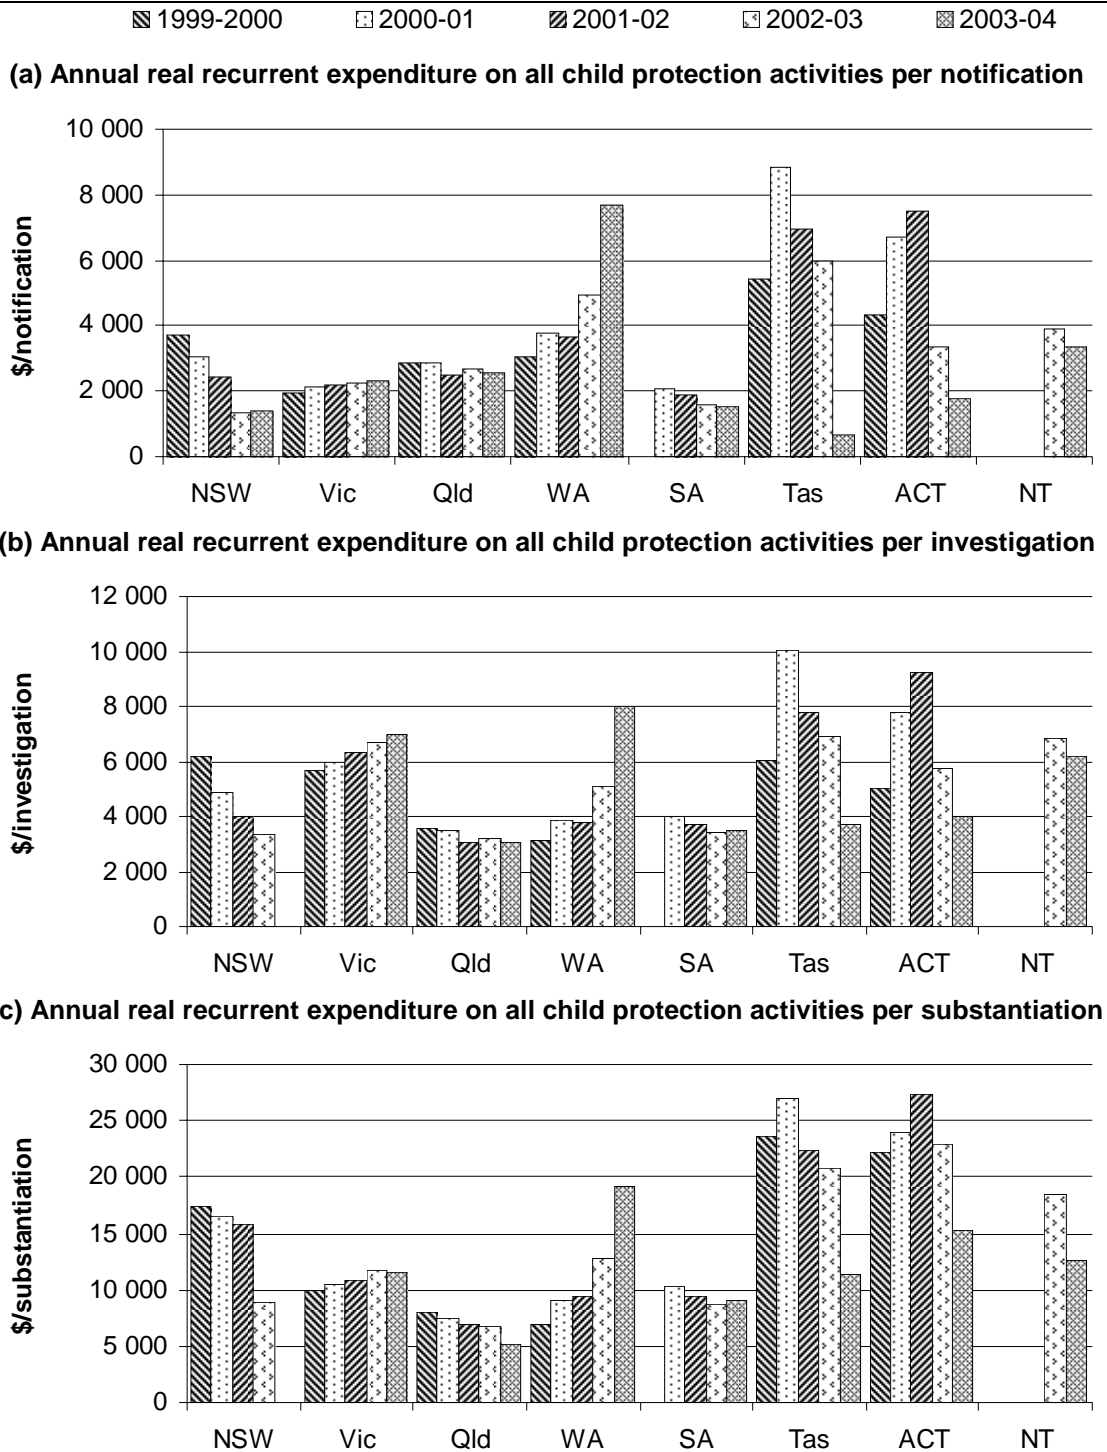 1999-2000 2000-01 2001-02 2002-03 2003-04
(a) Annual real recurrent expenditure on all child protection activities per notification
10 000
8 000
6 000
4 000
2 000
0
$/notification
NSW Vic Qld WA SA Tas ACT NT
(b) Annual real recurrent expenditure on all child protection activities per investigation
12 000
10 000
8 000
6 000
4 000
2 000
0
$/investigation
NSW Vic Qld WA SA Tas ACT NT
c) Annual real recurrent expenditure on all child protection activities per substantiation
30 000
25 000
20 000
15 000
10 000
5 000
0
$/substantiation
NSW Vic Qld WA SA Tas ACT NT